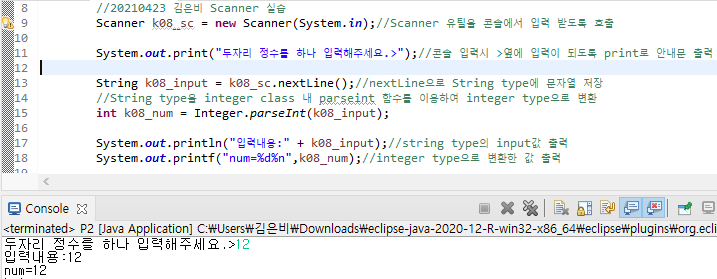 8 //20210423 김은비 Scanner 실습
9 Scanner k08_sc = new Scanner(System.in);//Scanner 유틸을 콘솔에서 입력 받도록 호출
10
11 System.out.print("두자리 정수를 하나 입력해주세요.>");//콘솔 입력시 >옆에 입력이 되도록 print로 안내문 출력
12
13 String k08_input = k08_sc.nextLine();//nextLine으로 String type에 문자열 저장
14 //String type을 integer class 내 parseint 함수를 이용하여 integer type으로 변환
15 int k08_num = Integer.parseInt(k08_input);
16
17 System.out.println("입력내용:" + k08_input);//string type의 input값 출력
18 System.out.printf("num=%d%n",k08_num);//integer type으로 변환한 값 출력
Console
<terminated> P2 [Java Application] C:₩Users₩김은비₩Downloads₩eclipse-java-2020-12-R-win32-x86_64₩eclipse₩plugins₩org.ecli
두자리 정수를 하나 입력해주세요.>12
입력내용:12
num=12